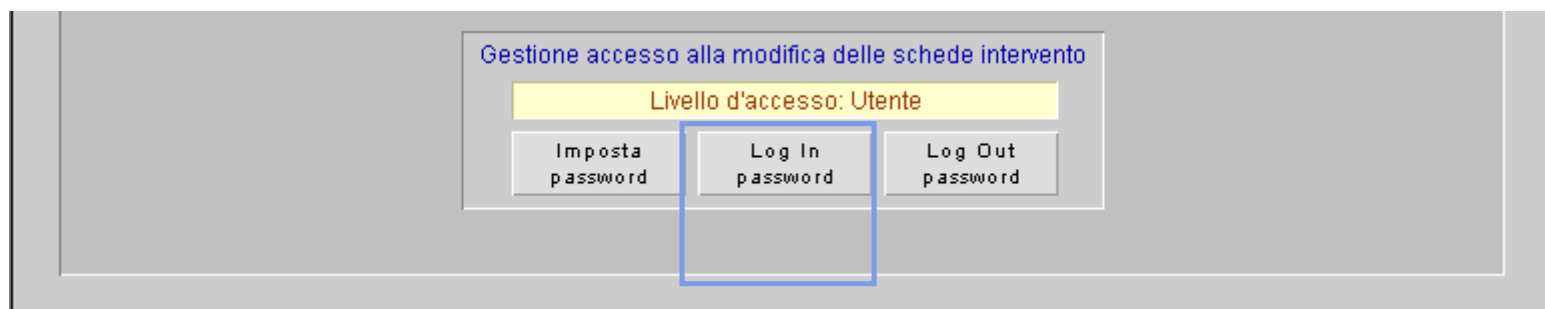 Gestione accesso alla modifica delle schede intervento
Livello d'accesso: Utente
Imposta password
Log In password
Log Out password